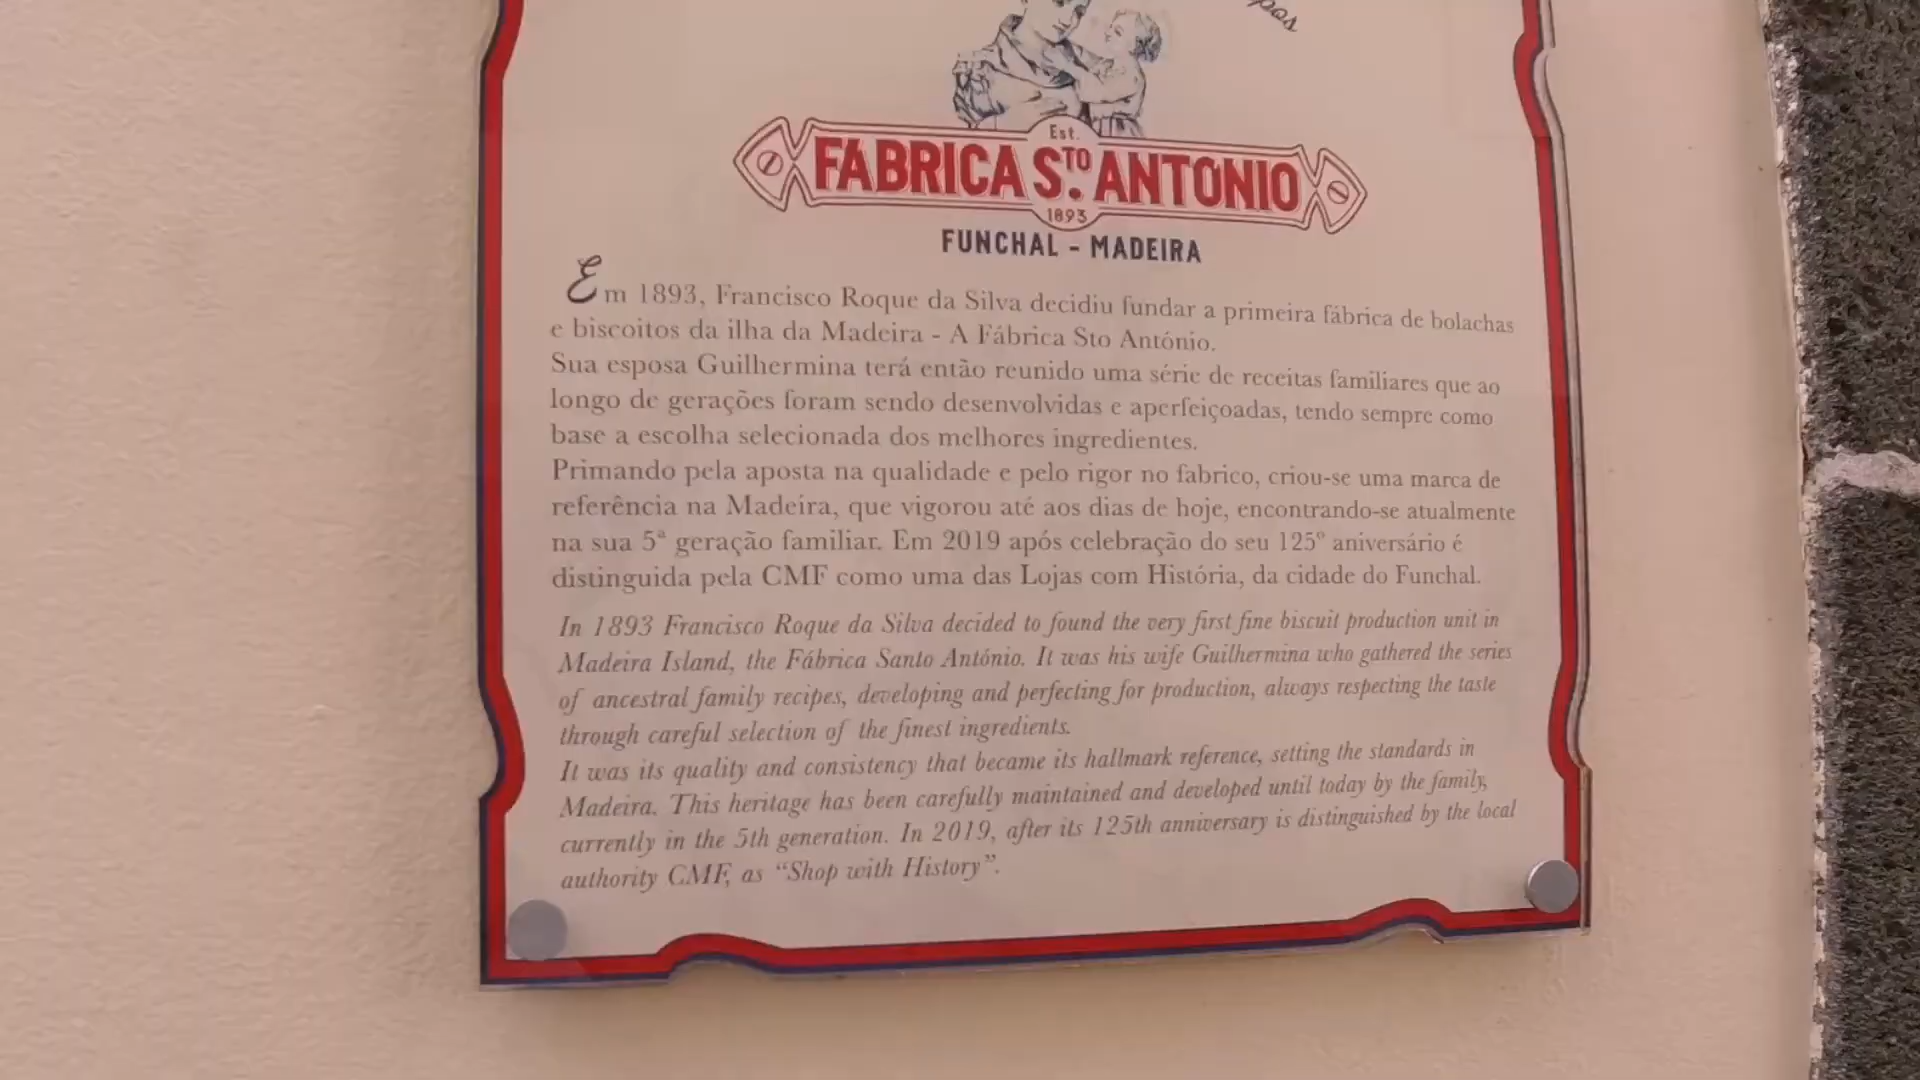 Est.
FABRICA S.TO ANTONIO
1893
FUNCHAL - MADEIRA
Em 1893, Francisco Roque da Silva decidiu fundar a primeira fábrica de bolachas
e biscoitos da ilha da Madeira - A Fábrica Sto António.
Sua esposa Guilhermina terá então reunido uma série de receitas familiares que ao
longo de gerações foram sendo desenvolvidas e aperfeiçoadas, tendo sempre como
base a escolha selecionada dos melhores ingredientes.
Primando pela aposta na qualidade e pelo rigor no fabrico, criou-se uma marca de
referência na Madeira, que vigorou até aos dias de hoje, encontrando-se atualmente
na sua 5ª geração familiar. Em 2019 após celebração do seu 125º aniversário é
distinguida pela CMF como uma das Lojas com História, da cidade do Funchal.
In 1893 Francisco Roque da Silva decided to found the very first fine biscuit production unit in
Madeira Island, the Fábrica Santo António. It was his wife Guilhermina who gathered the series
of ancestral family recipes, developing and perfecting for production, always respecting the taste
through careful selection of the finest ingredients.
It was its quality and consistency that became its hallmark reference, setting the standards in
Madeira. This heritage has been carefully maintained and developed until today by the family,
currently in the 5th generation. In 2019, after its 125th anniversary is distinguished by the local
authority CMF, as “Shop with History”.